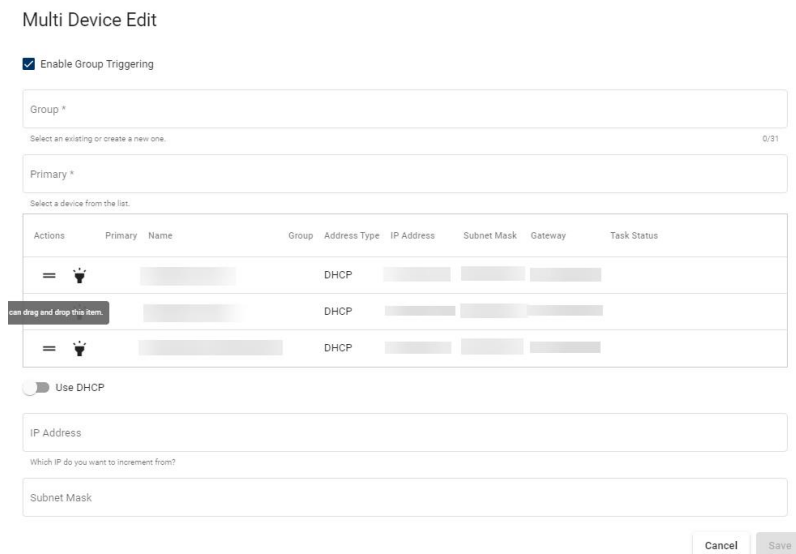 Multi Device Edit
Enable Group Triggering
Group *
Select an existing or create a new one. 0/31
Primary *
Select a device from the list.
Actions Primary Name Group Address Type IP Address Subnet Mask Gateway Task Status
DHCP
can drag and drop this item. DHCP
DHCP
Use DHCP
IP Address
Which IP do you want to increment from?
Subnet Mask
Cancel Save